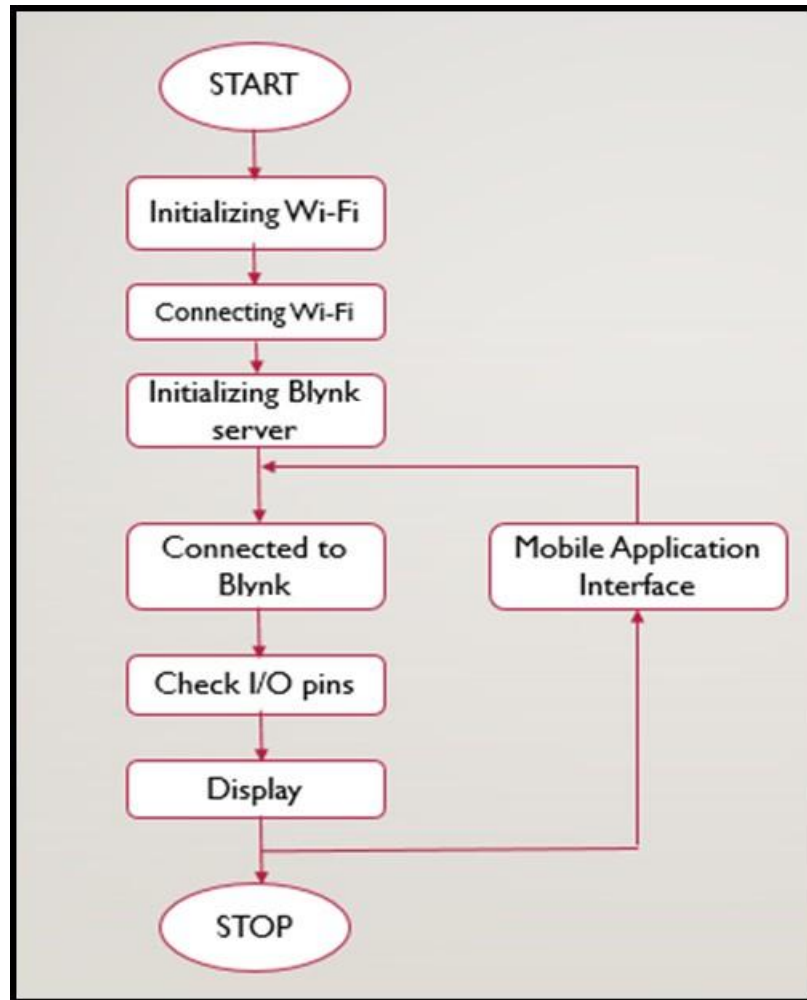 START
Initializing Wi-Fi
Connecting Wi-Fi
Initializing Blynk
server
Connected to
Blynk
Mobile Application
Interface
Check I/O pins
Display
STOP